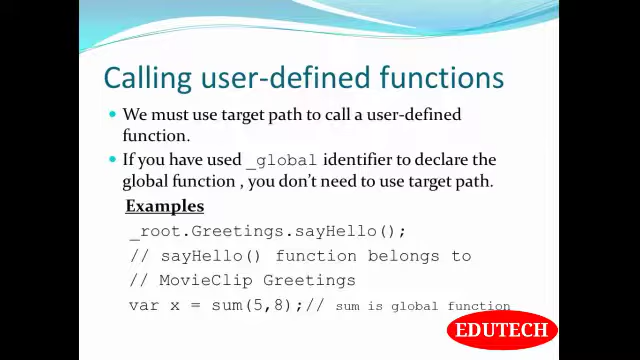 Calling user-defined functions
We must use target path to call a user-defined
function.
If you have used _global identifier to declare the
global function , you don't need to use target path.
Examples
_root.Greetings.sayHello();
// sayHello() function belongs to
// MovieClip Greetings
var x = sum(5,8);// sum is global function
EDUTECH